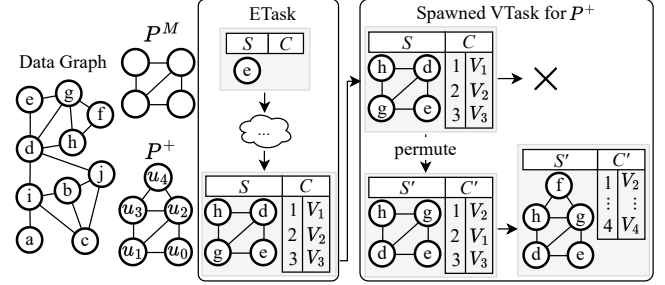 Data Graph
e
g
f
h
d
j
b
i
a
c
P^M
P^+
u₄
u₃
u₂
u₁
u₀
ETask
S C
e
...
S C
h d
g e
1 V₁
2 V₂
3 V₃
Spawned VTask for P^+
S C
h d
g e
1 V₁
2 V₂
3 V₃
permute
S′ C′
h g
d e
1 V₂
2 V₁
3 V₃
S′ C′
f
h g
d e
1 V₂
⋮ ⋮
4 V₄